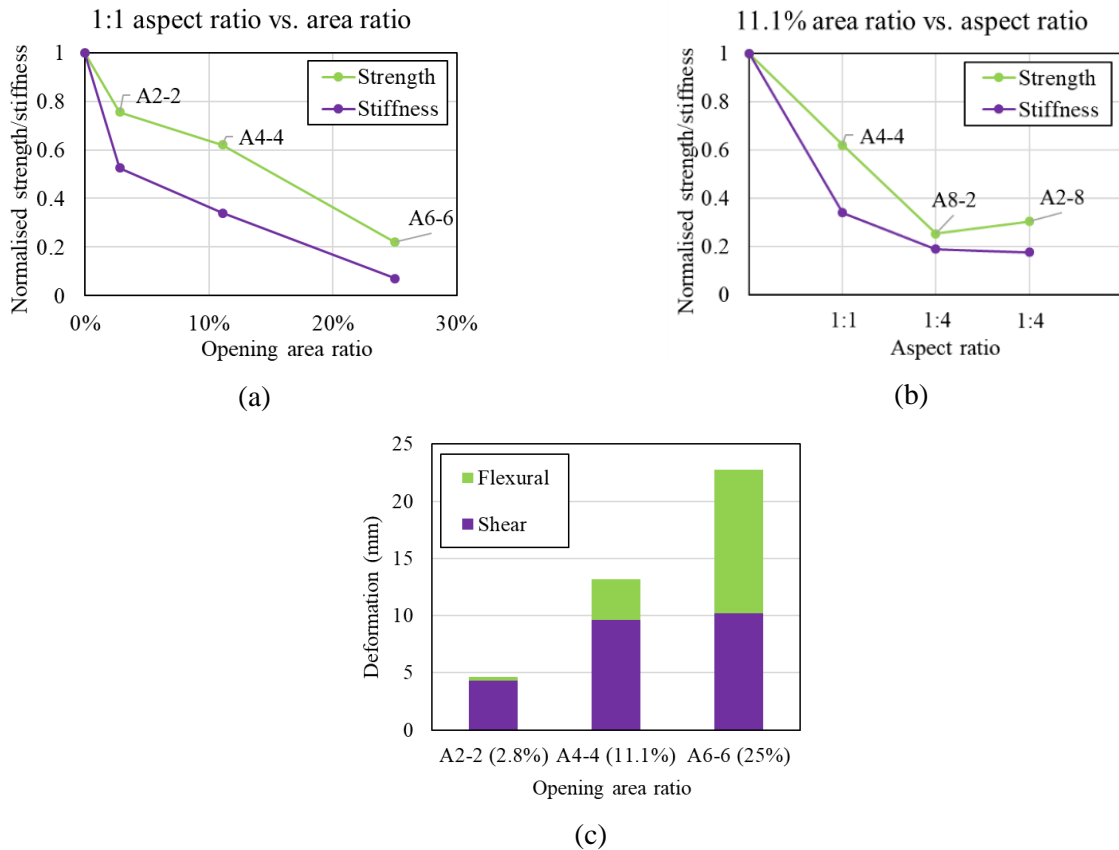 1:1 aspect ratio vs. area ratio
Normalised strength/stiffness
1
0.8
0.6
0.4
0.2
0
Strength
Stiffness
A2-2
A4-4
A6-6
0% 10% 20% 30%
Opening area ratio
(a)
11.1% area ratio vs. aspect ratio
Normalised strength/stiffness
1
0.8
0.6
0.4
0.2
0
Strength
Stiffness
A4-4
A8-2
A2-8
1:1 1:4 1:4
Aspect ratio
(b)
Deformation (mm)
25
20
15
10
5
0
Flexural
Shear
A2-2 (2.8%) A4-4 (11.1%) A6-6 (25%)
Opening area ratio
(c)